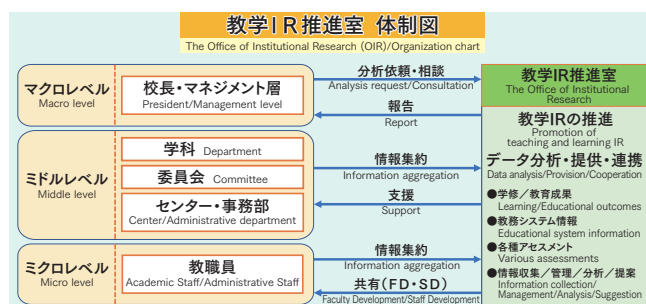 教学IR推進室 体制図
The Office of Institutional Research (OIR)/Organization chart
マクロレベル
Macro level
校長・マネジメント層
President/Management level
分析依頼・相談
Analysis request/Consultation
報告
Report
ミドルレベル
Middle level
学科 Department
委員会 Committee
センター・事務部
Center/Administrative department
情報集約
Information aggregation
支援
Support
ミクロレベル
Micro level
教職員
Academic Staff/Administrative Staff
情報集約
Information aggregation
共有(FD・SD)
Faculty Development/Staff Development
教学IR推進室
The Office of Institutional
Research
教学IRの推進
Promotion of
teaching and learning IR
データ分析・提供・連携
Data analysis/Provision/Cooperation
●学修/教育成果
Learning/Educational outcomes
●教務システム情報
Educational system information
●各種アセスメント
Various assessments
●情報収集/管理/分析/提案
Information collection/
Management/Analysis/Suggestion